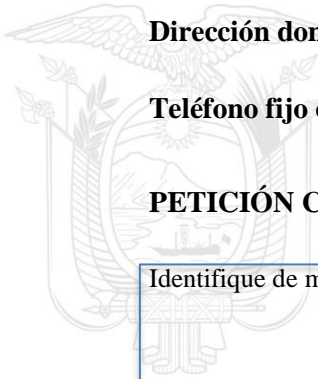 Dirección dom
Teléfono fijo
PETICIÓN C
Identifique de m